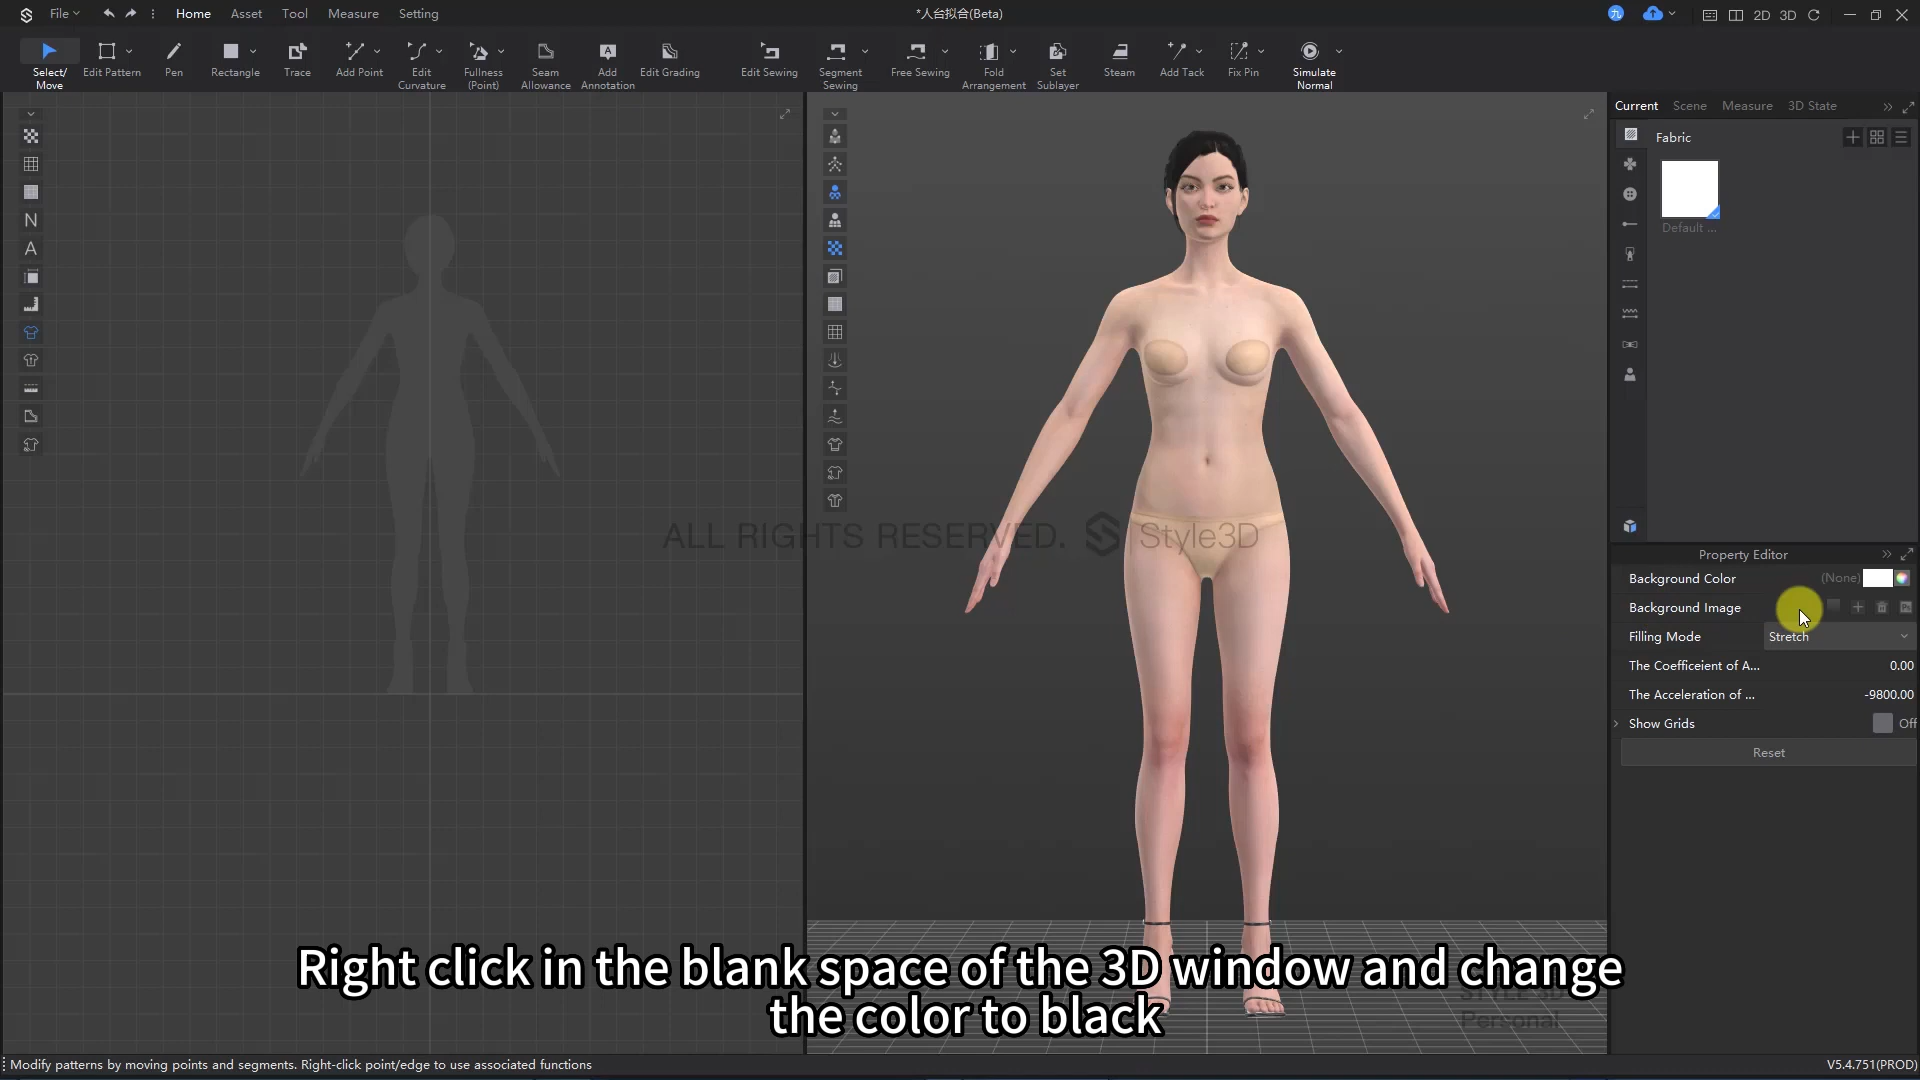 File
Home
Asset
Tool
Measure
Setting
*人台拟合(Beta)
九
2D
3D
Select/
Move
Edit Pattern
Pen
Rectangle
Trace
Add Point
Edit
Curvature
Fullness
(Point)
Seam
Allowance
Add
Annotation
Edit Grading
Edit Sewing
Segment
Sewing
Free Sewing
Fold
Arrangement
Set
Sublayer
Steam
Add Tack
Fix Pin
Simulate
Normal
Current
Scene
Measure
3D State
Fabric
Default ...
N
A
ALL RIGHTS RESERVED. Style3D
Property Editor
Background Color
(None)
Background Image
Filling Mode
Stretch
The Coefficeient of A...
0.00
The Acceleration of ...
-9800.00
Show Grids
Off
Reset
Right click in the blank space of the 3D window and change
the color to black
STYLE 3D
Personal
Modify patterns by moving points and segments. Right-click point/edge to use associated functions
V5.4.751(PROD)